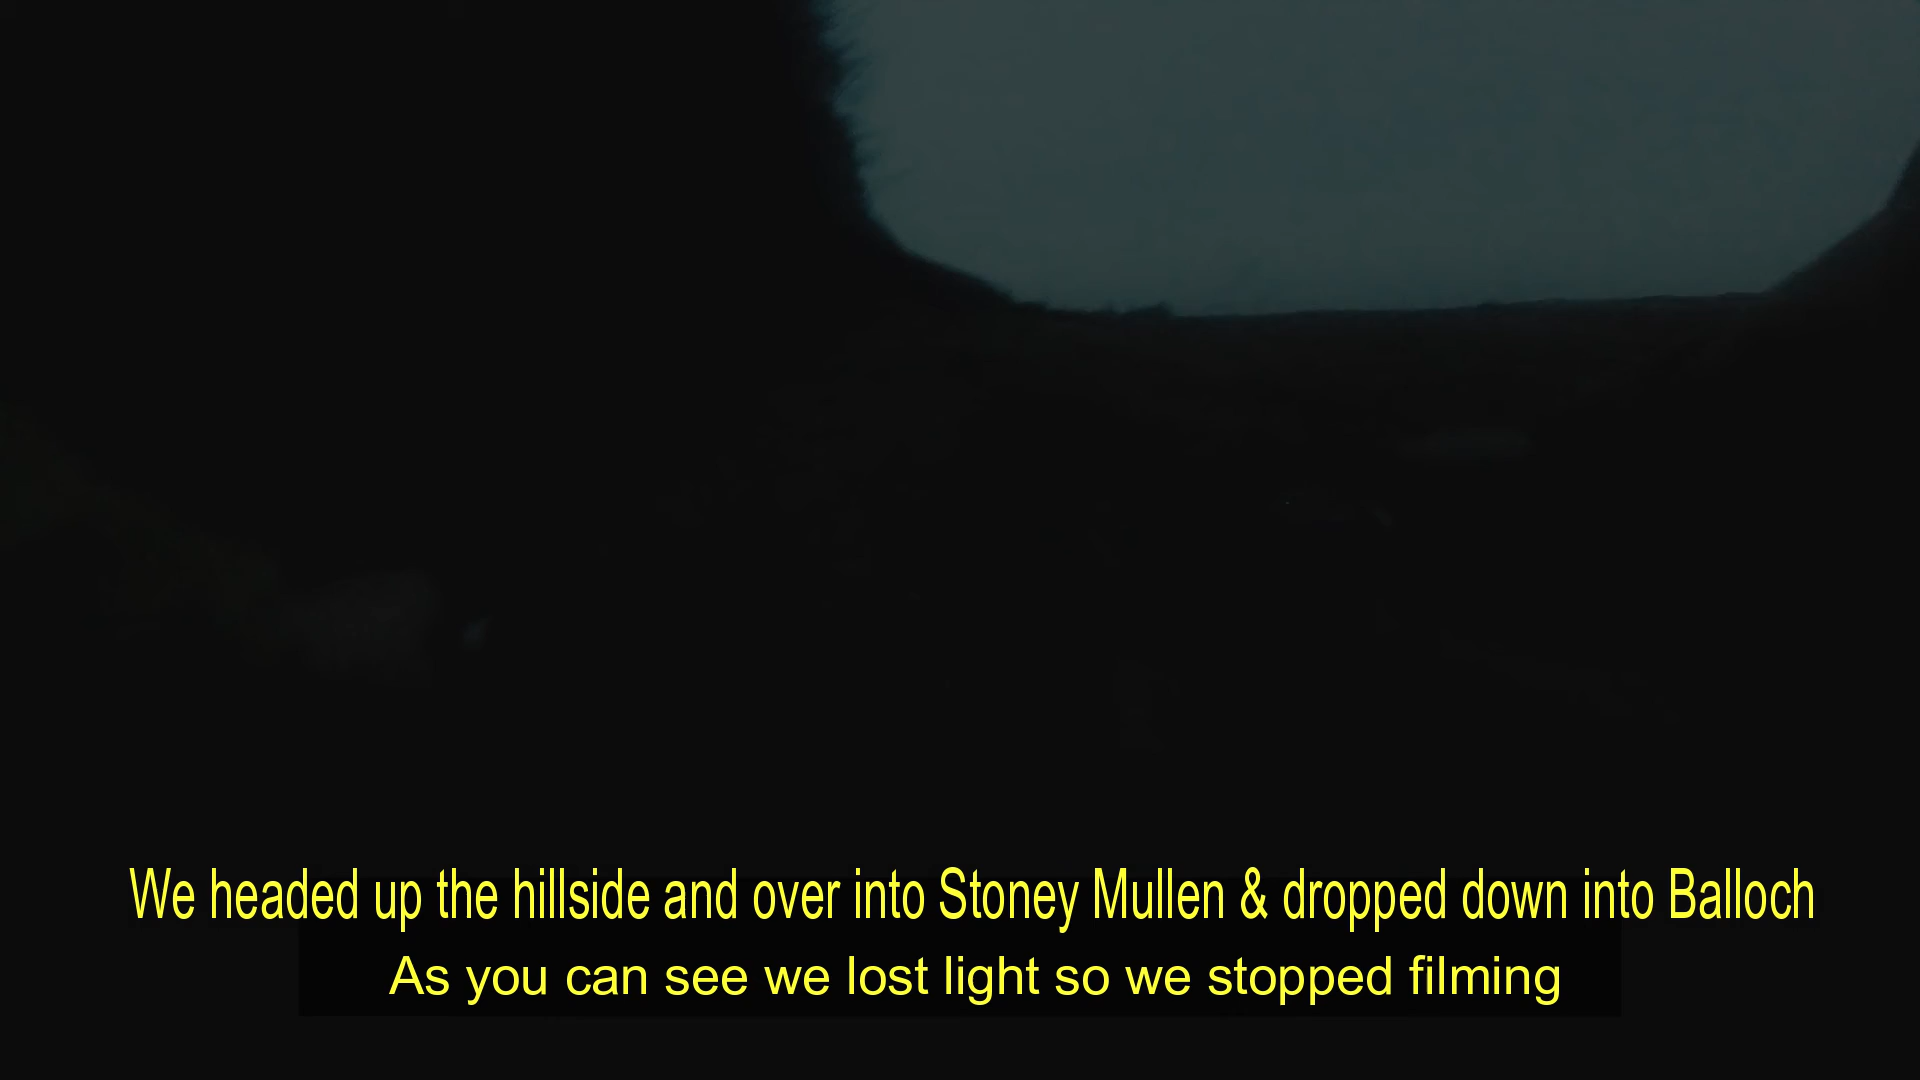 We headed up the hillside and over into Stoney Mullen & dropped down into Balloch
As you can see we lost light so we stopped filming